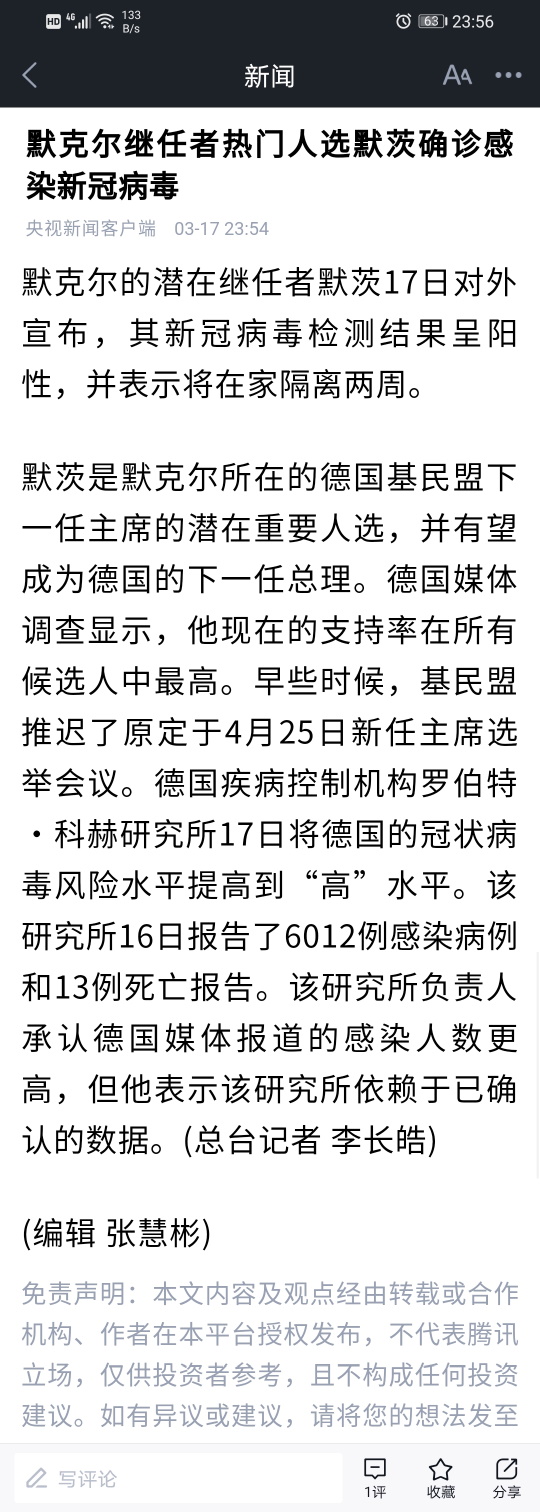 HD 4G 133 B/s 63 23:56
新闻 AA
默克尔继任者热门人选默茨确诊感
染新冠病毒
央视新闻客户端 03-17 23:54
默克尔的潜在继任者默茨17日对外
宣布，其新冠病毒检测结果呈阳
性，并表示将在家隔离两周。
默茨是默克尔所在的德国基民盟下
一任主席的潜在重要人选，并有望
成为德国的下一任总理。德国媒体
调查显示，他现在的支持率在所有
候选人中最高。早些时候，基民盟
推迟了原定于4月25日新任主席选
举会议。德国疾病控制机构罗伯特
·科赫研究所17日将德国的冠状病
毒风险水平提高到“高”水平。该
研究所16日报告了6012例感染病例
和13例死亡报告。该研究所负责人
承认德国媒体报道的感染人数更
高，但他表示该研究所依赖于已确
认的数据。(总台记者 李长皓)
(编辑 张慧彬)
免责声明：本文内容及观点经由转载或合作
机构、作者在本平台授权发布，不代表腾讯
立场，仅供投资者参考，且不构成任何投资
建议。如有异议或建议，请将您的想法发至
写评论 1评 收藏 分享